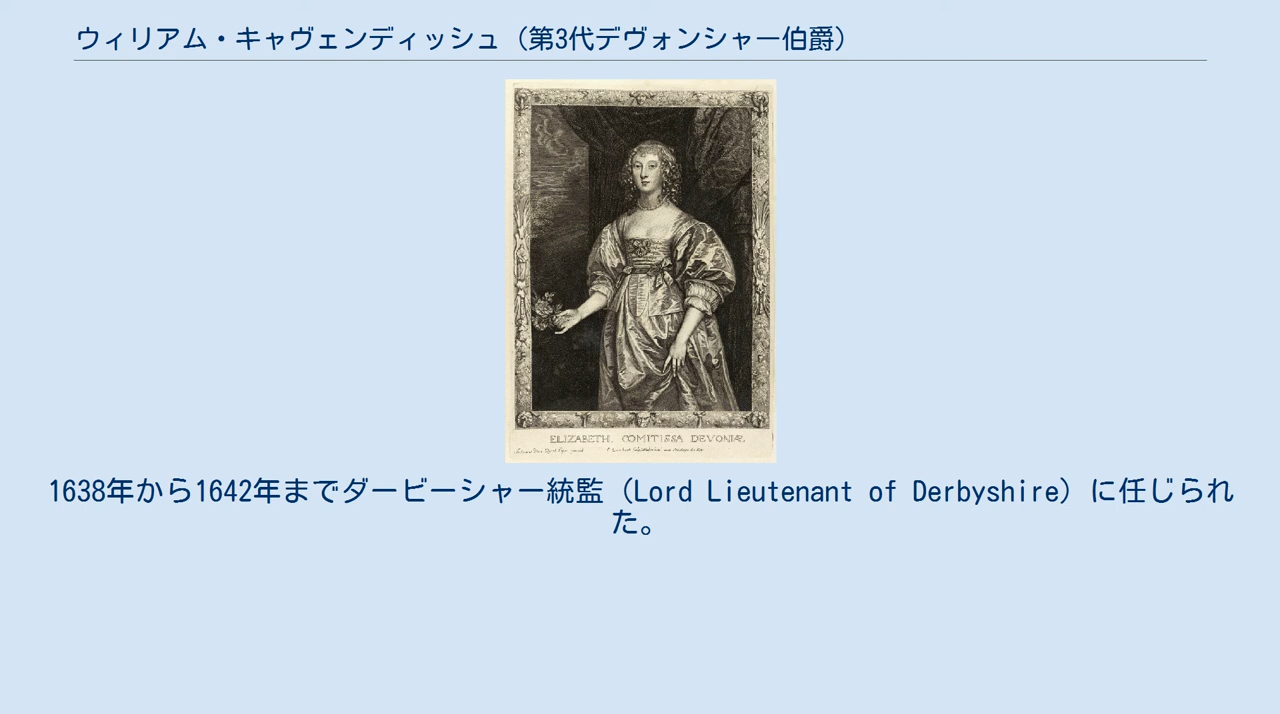 ウィリアム・キャヴェンディッシュ（第3代デヴォンシャー伯爵）
ELIZABETH. COMITISSA DEVONIÆ.
1638年から1642年までダービーシャー統監（Lord Lieutenant of Derbyshire）に任じられ
た。